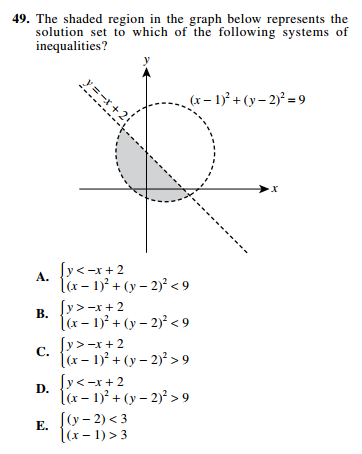 49. The shaded region in the graph below represents the
solution set to which of the following systems of
inequalities?
y
y = –x + 2
(x – 1)² + (y – 2)² = 9
x
A. {y < –x + 2
(x – 1)² + (y – 2)² < 9
B. {y > –x + 2
(x – 1)² + (y – 2)² < 9
C. {y > –x + 2
(x – 1)² + (y – 2)² > 9
D. {y < –x + 2
(x – 1)² + (y – 2)² > 9
E. {(y – 2) < 3
(x – 1) > 3